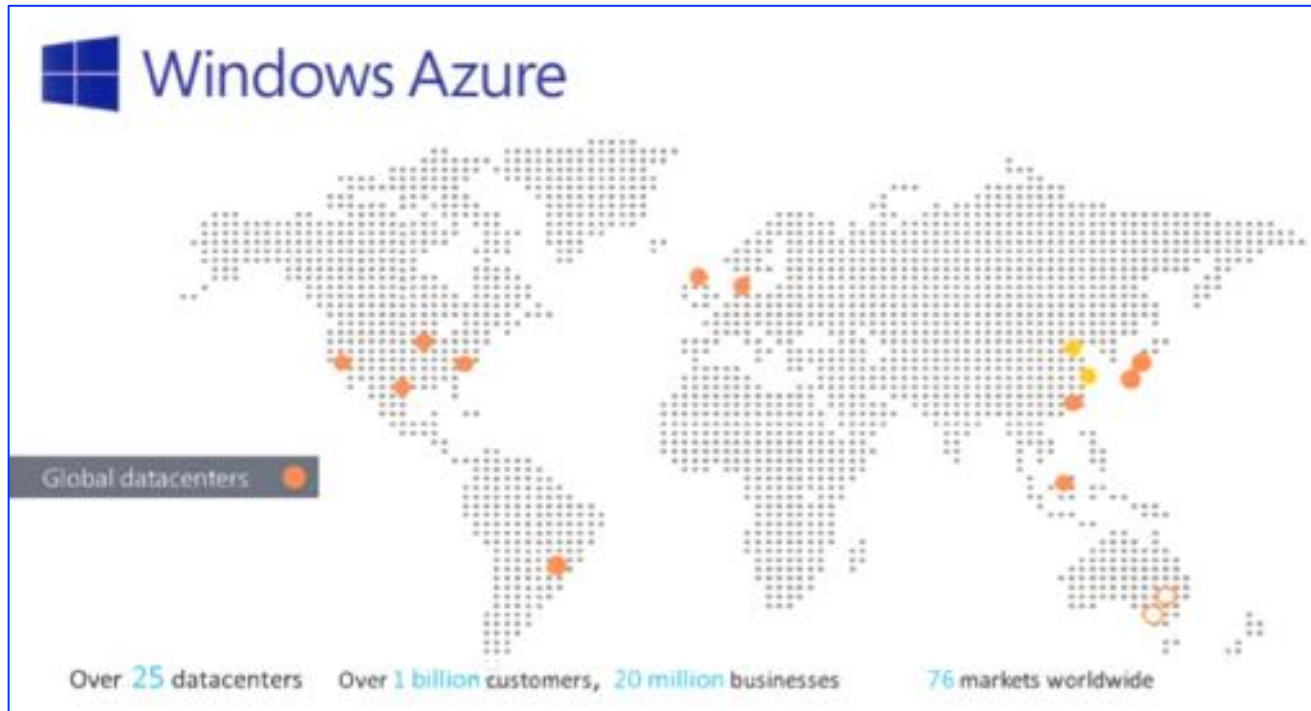 Windows Azure
Global datacenters
Over 25 datacenters
Over 1 billion customers, 20 million businesses
76 markets worldwide